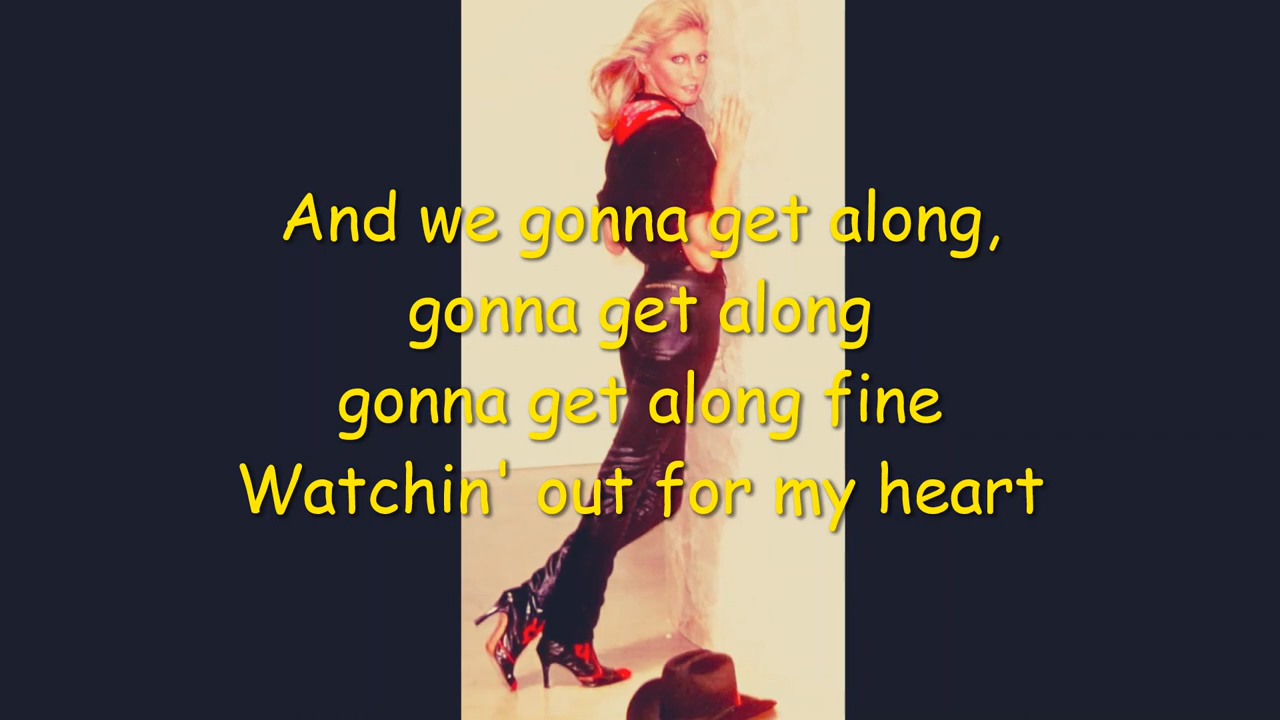 And we gonna get along,
gonna get along
gonna get along fine
Watchin' out for my heart